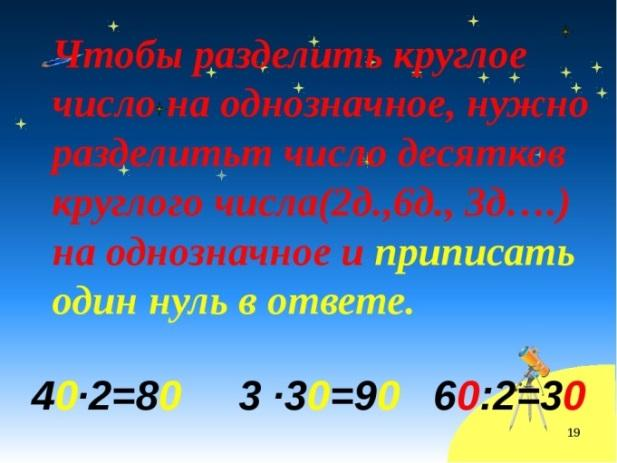 Чтобы разделить круглое
число на однозначное, нужно
разделитьт число десятков
круглого числа(2д.,6д., 3д….)
на однозначное и приписать
один нуль в ответе.
40·2=80 3 ·30=90 60:2=30
19